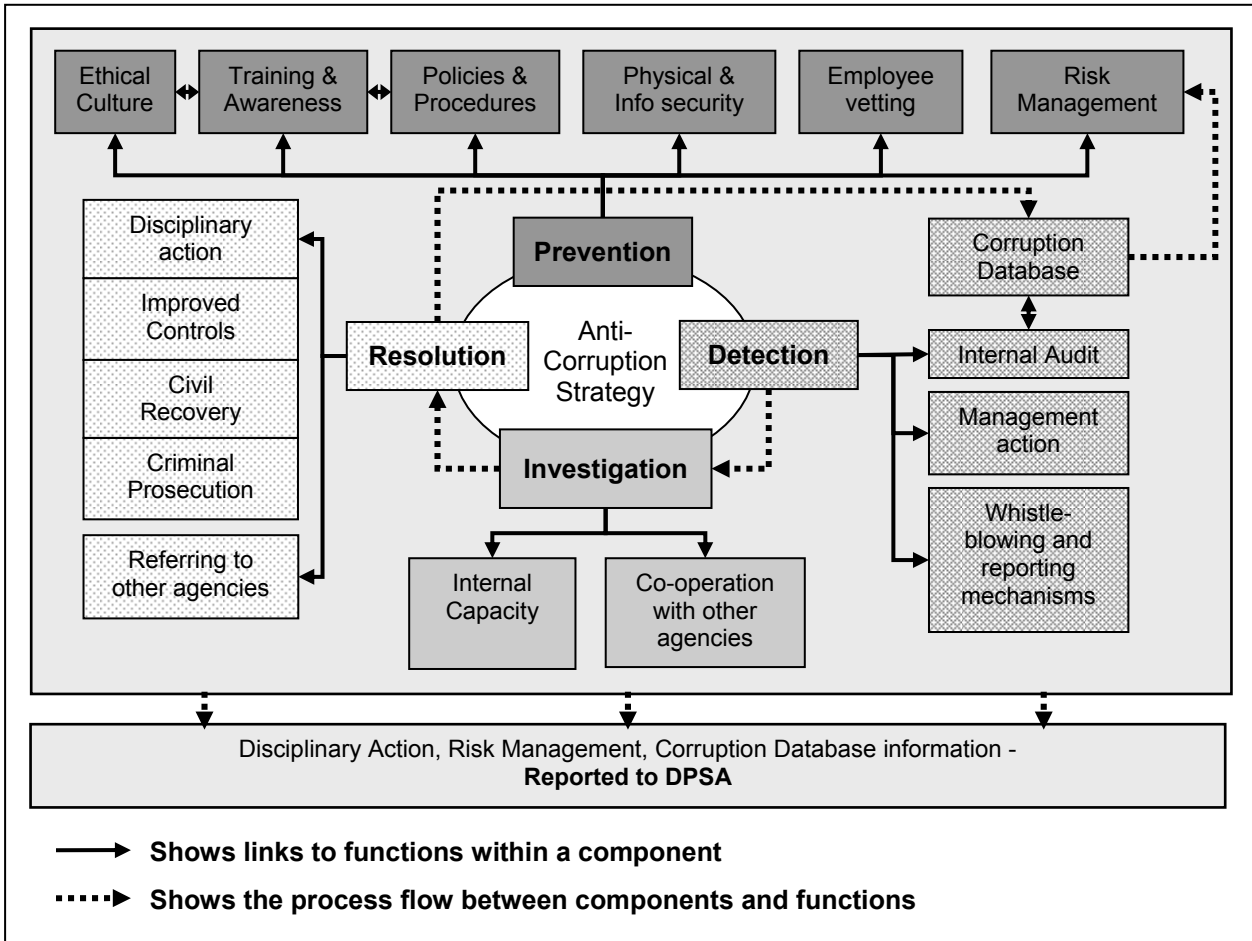 Ethical
Culture
Training &
Awareness
Policies &
Procedures
Physical &
Info security
Employee
vetting
Risk
Management
Disciplinary
action
Improved
Controls
Civil
Recovery
Criminal
Prosecution
Referring to
other agencies
Prevention
Resolution
Anti-
Corruption
Strategy
Detection
Investigation
Internal
Capacity
Co-operation
with other
agencies
Corruption
Database
Internal Audit
Management
action
Whistle-
blowing and
reporting
mechanisms
Disciplinary Action, Risk Management, Corruption Database information -
Reported to DPSA
Shows links to functions within a component
Shows the process flow between components and functions